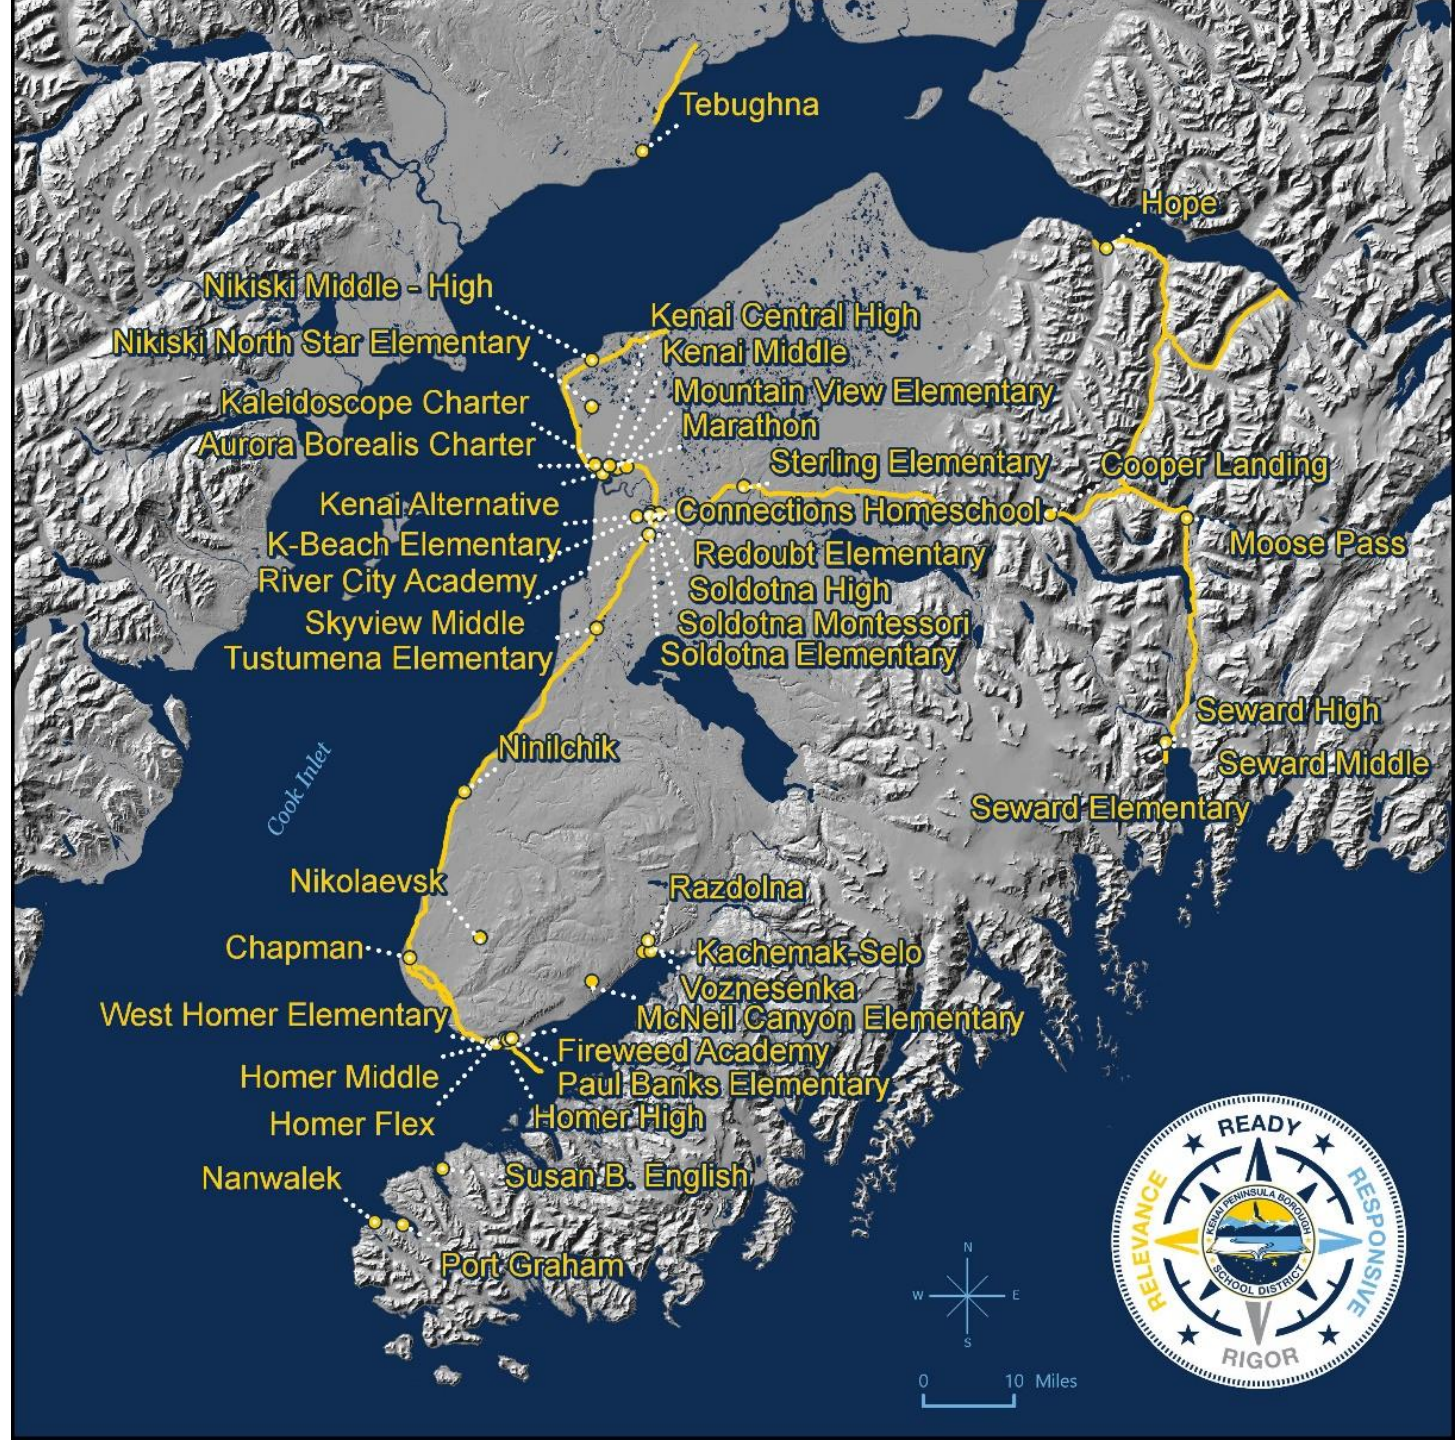 Tebughna
Hope
Nikiski Middle - High
Kenai Central High
Nikiski North Star Elementary
Kenai Middle
Mountain View Elementary
Kaleidoscope Charter
Marathon
Aurora Borealis Charter
Sterling Elementary
Cooper Landing
Kenai Alternative
Connections Homeschool
K-Beach Elementary
Moose Pass
Redoubt Elementary
River City Academy
Soldotna High
Skyview Middle
Soldotna Montessori
Tustumena Elementary
Soldotna Elementary
Seward High
Ninilchik
Seward Middle
Cook Inlet
Seward Elementary
Nikolaevsk
Razdolna
Chapman
Kachemak-Selo
Voznesenka
West Homer Elementary
McNeil Canyon Elementary
Fireweed Academy
Homer Middle
Paul Banks Elementary
Homer High
Homer Flex
Nanwalek
Susan B. English
Port Graham
N
W
E
S
0 10 Miles
READY
RELEVANCE
RESPONSIVE
KENAI PENINSULA BOROUGH
SCHOOL DISTRICT
RIGOR